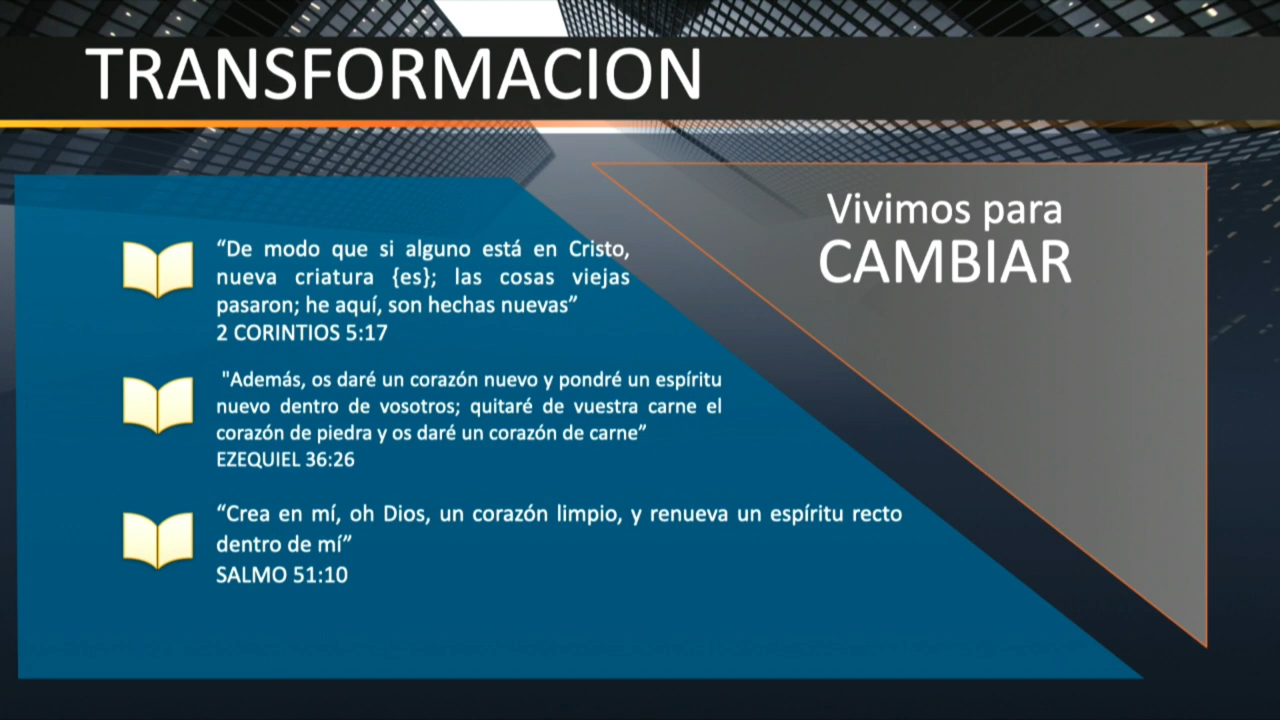 TRANSFORMACION
Vivimos para
CAMBIAR
“De modo que si alguno está en Cristo,
nueva criatura {es}; las cosas viejas
pasaron; he aquí, son hechas nuevas”
2 CORINTIOS 5:17
"Además, os daré un corazón nuevo y pondré un espíritu
nuevo dentro de vosotros; quitaré de vuestra carne el
corazón de piedra y os daré un corazón de carne”
EZEQUIEL 36:26
“Crea en mí, oh Dios, un corazón limpio, y renueva un espíritu recto
dentro de mí”
SALMO 51:10